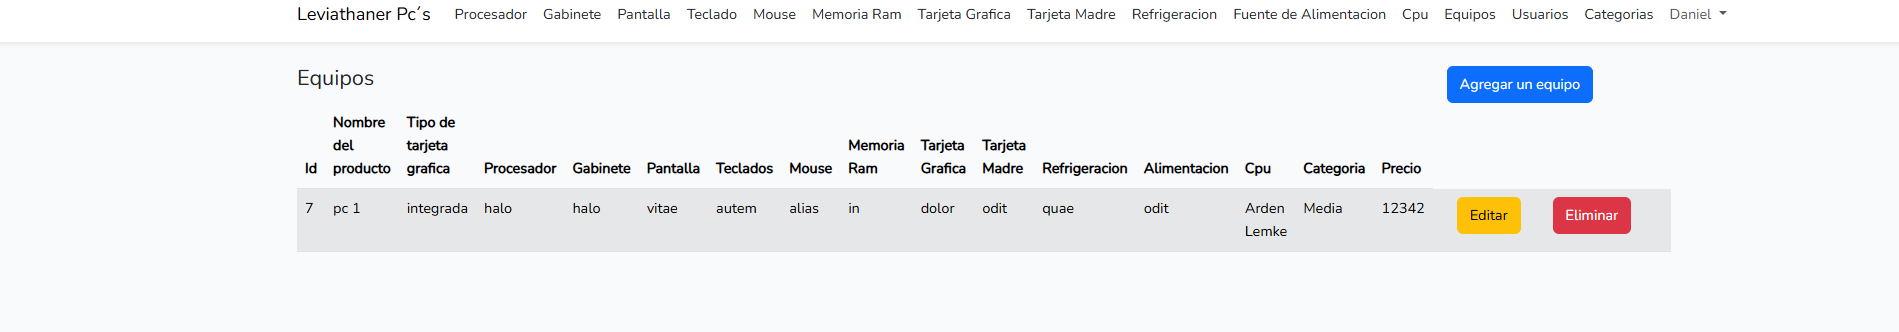 Leviathaner Pc´s Procesador Gabinete Pantalla Teclado Mouse Memoria Ram Tarjeta Grafica Tarjeta Madre Refrigeracion Fuente de Alimentacion Cpu Equipos Usuarios Categorias Daniel
Equipos
Agregar un equipo
Id Nombre del producto Tipo de tarjeta grafica Procesador Gabinete Pantalla Teclados Mouse Memoria Ram Tarjeta Grafica Tarjeta Madre Refrigeracion Alimentacion Cpu Categoria Precio
7 pc 1 integrada halo halo vitae autem alias in dolor odit quae odit Arden Lemke Media 12342 Editar Eliminar